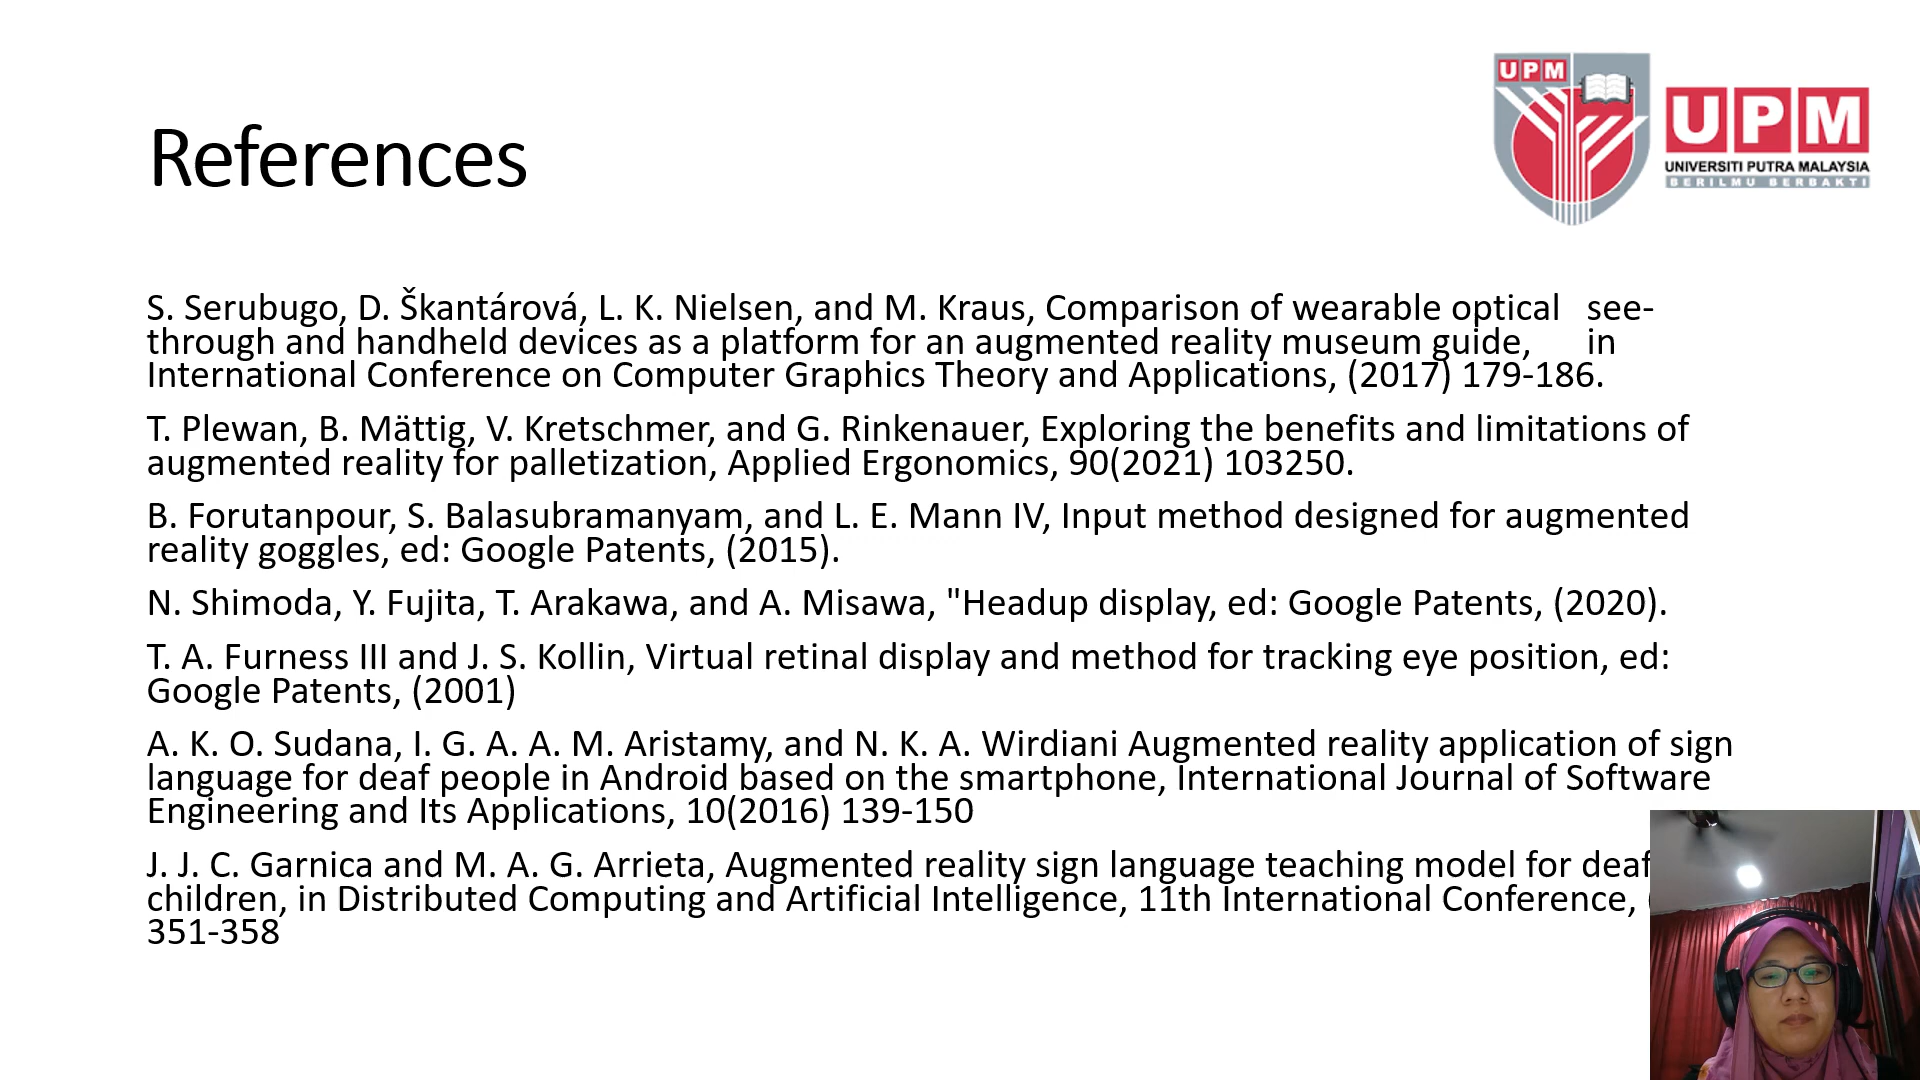 UPM
UPM
UNIVERSITI PUTRA MALAYSIA
BERILMU BERBAKTI
References
S. Serubugo, D. Škantárová, L. K. Nielsen, and M. Kraus, Comparison of wearable optical see-
through and handheld devices as a platform for an augmented reality museum guide, in
International Conference on Computer Graphics Theory and Applications, (2017) 179-186.
T. Plewan, B. Mättig, V. Kretschmer, and G. Rinkenauer, Exploring the benefits and limitations of
augmented reality for palletization, Applied Ergonomics, 90(2021) 103250.
B. Forutanpour, S. Balasubramanyam, and L. E. Mann IV, Input method designed for augmented
reality goggles, ed: Google Patents, (2015).
N. Shimoda, Y. Fujita, T. Arakawa, and A. Misawa, "Headup display, ed: Google Patents, (2020).
T. A. Furness III and J. S. Kollin, Virtual retinal display and method for tracking eye position, ed:
Google Patents, (2001)
A. K. O. Sudana, I. G. A. A. M. Aristamy, and N. K. A. Wirdiani Augmented reality application of sign
language for deaf people in Android based on the smartphone, International Journal of Software
Engineering and Its Applications, 10(2016) 139-150
J. J. C. Garnica and M. A. G. Arrieta, Augmented reality sign language teaching model for deaf
children, in Distributed Computing and Artificial Intelligence, 11th International Conference,
351-358